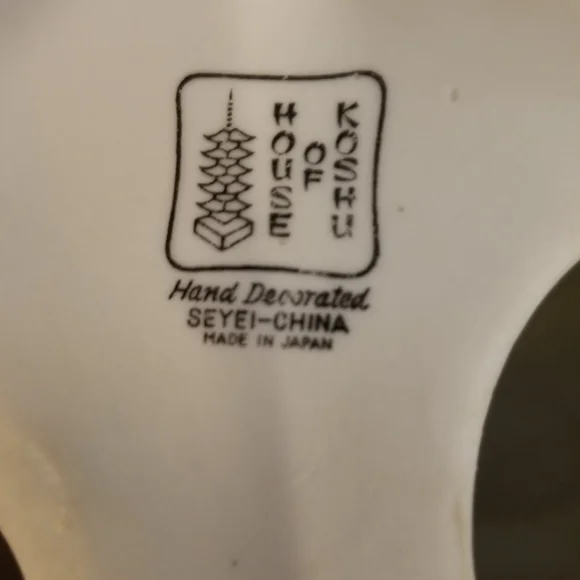 HOUSE
OF
KOSHU
Hand Decorated
SEYEI-CHINA
MADE IN JAPAN